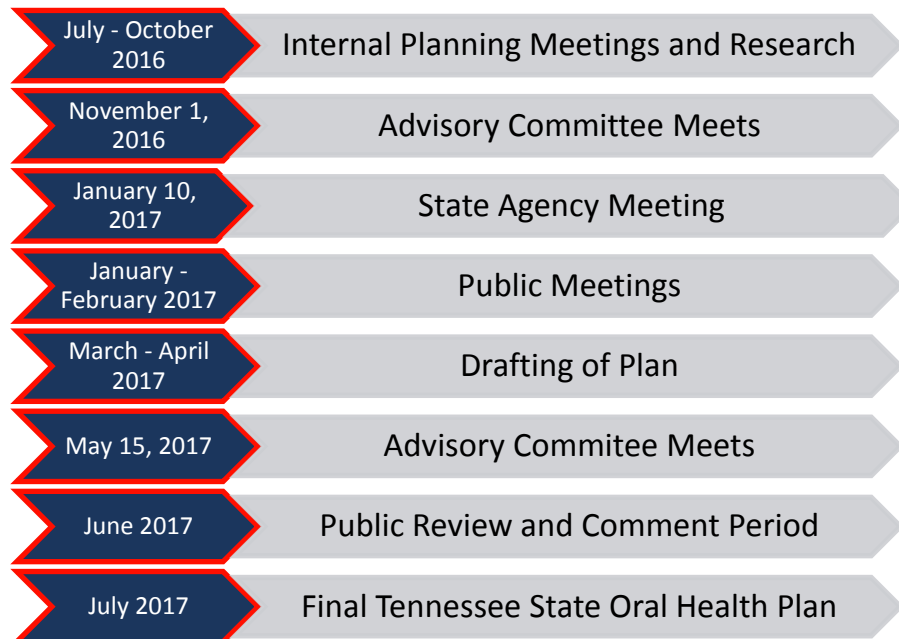 July - October
2016
Internal Planning Meetings and Research
November 1,
2016
Advisory Committee Meets
January 10,
2017
State Agency Meeting
January -
February 2017
Public Meetings
March - April
2017
Drafting of Plan
May 15, 2017
Advisory Commitee Meets
June 2017
Public Review and Comment Period
July 2017
Final Tennessee State Oral Health Plan